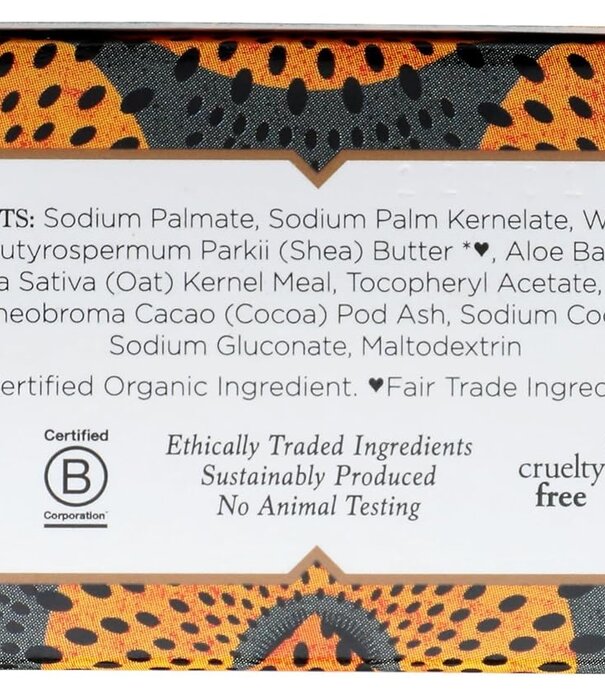 TS: Sodium Palmate, Sodium Palm Kernelate, W
utyrospermum Parkii (Shea) Butter *♥, Aloe Ba
a Sativa (Oat) Kernel Meal, Tocopheryl Acetate,
heobroma Cacao (Cocoa) Pod Ash, Sodium Co
Sodium Gluconate, Maltodextrin
ertified Organic Ingredient. ♥Fair Trade Ingred
Certified
B
Corporation
Ethically Traded Ingredients
Sustainably Produced
No Animal Testing
cruelty
free